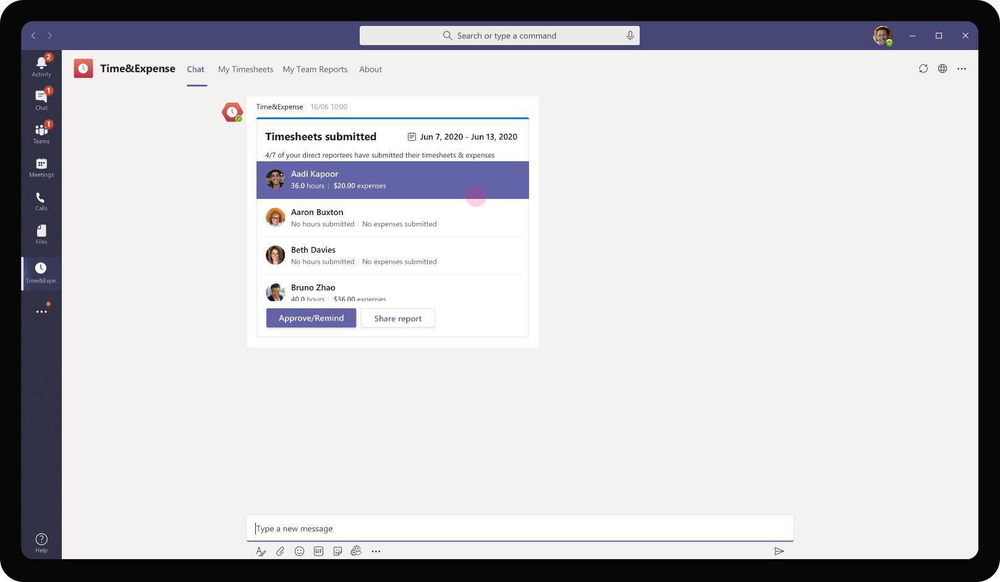 Search or type a command
2
Activity
1
Chat
1
Teams
Meetings
Calls
Files
Time&Expe..
Help
Time&Expense
Chat
My Timesheets
My Team Reports
About
Time&Expense 16/06 10:00
Timesheets submitted
Jun 7, 2020 - Jun 13, 2020
4/7 of your direct reportees have submitted their timesheets & expenses
Aadi Kapoor
36.0 hours | $20.00 expenses
Aaron Buxton
No hours submitted | No expenses submitted
Beth Davies
No hours submitted | No expenses submitted
Bruno Zhao
40.0 hours | $36.00 expenses
Approve/Remind
Share report
Type a new message
GIF